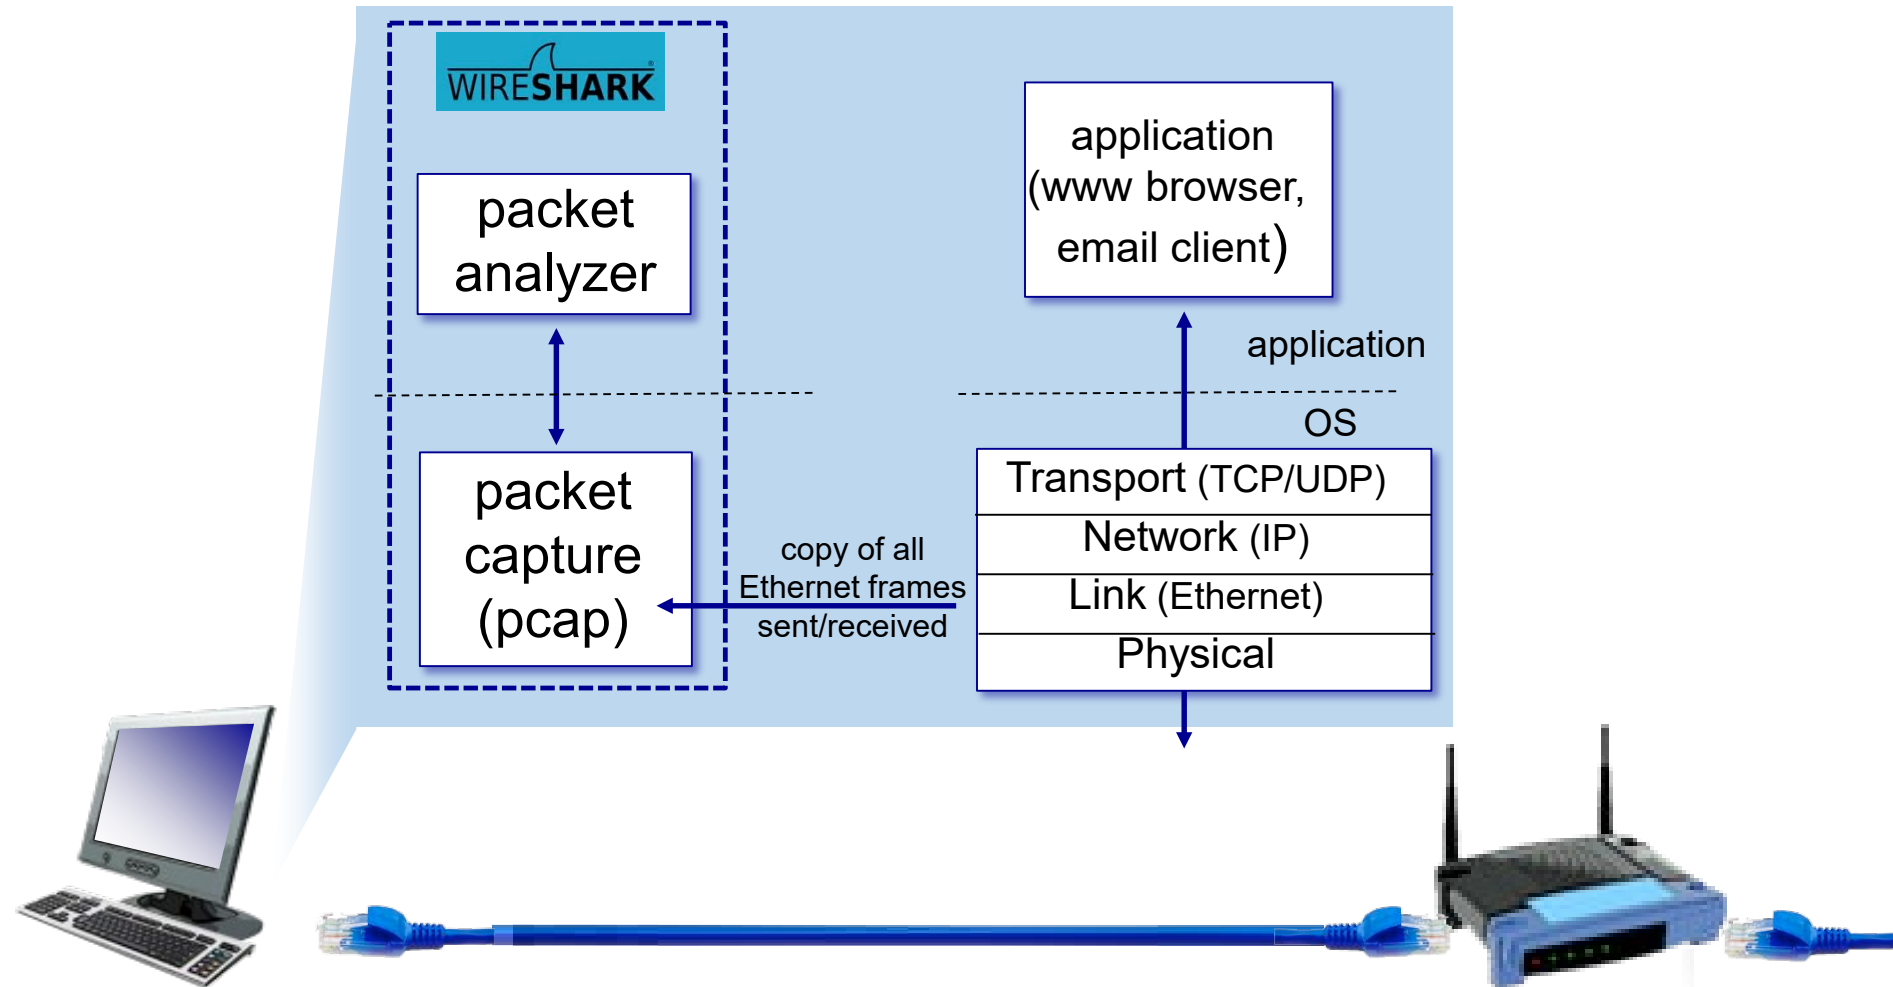 WIRESHARK
packet
analyzer
packet
capture
(pcap)
copy of all
Ethernet frames
sent/received
application
(www browser,
email client)
application
OS
Transport (TCP/UDP)
Network (IP)
Link (Ethernet)
Physical